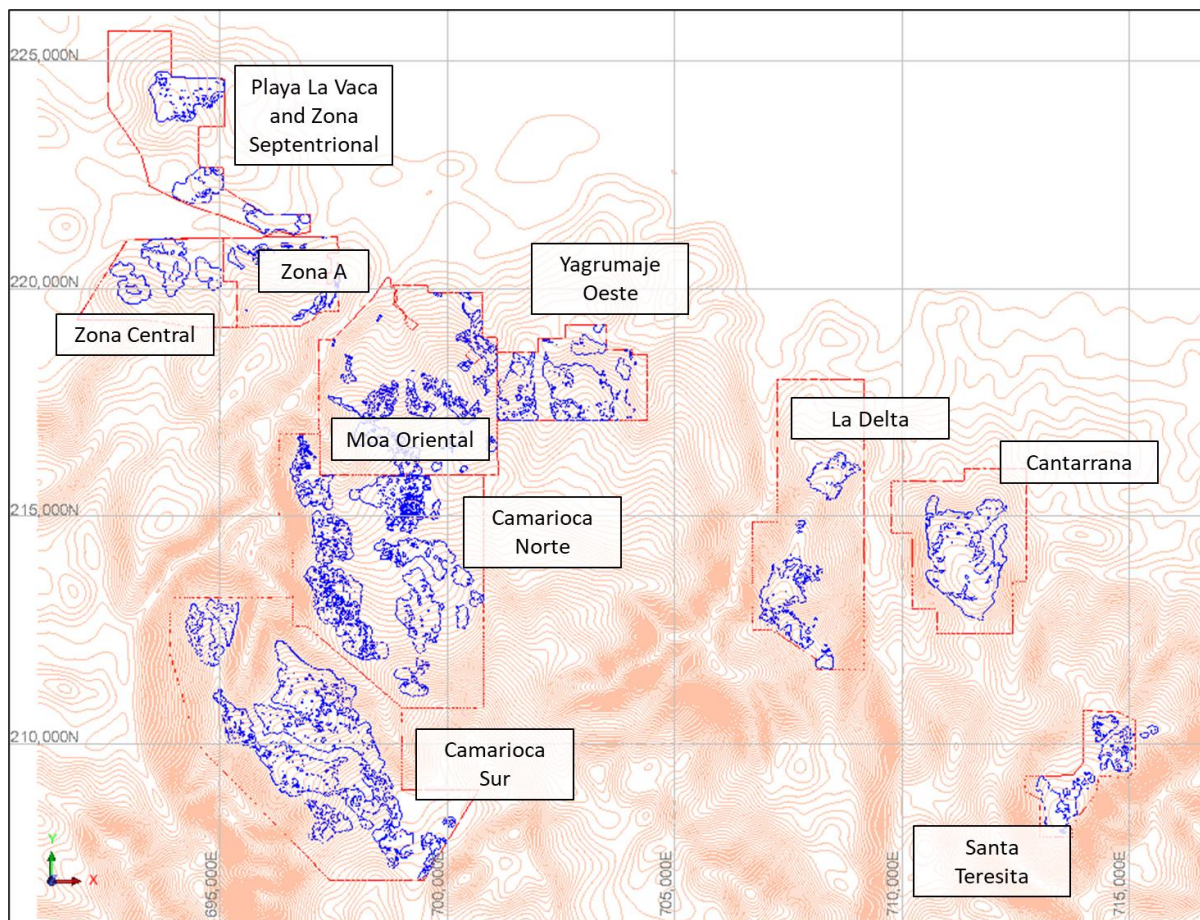 225,000N
Playa La Vaca
and Zona
Septentrional
220,000N
Zona A
Yagrumaje
Oeste
Zona Central
Moa Oriental
La Delta
Cantarrana
215,000N
Camarioca
Norte
210,000N
Camarioca
Sur
Santa
Teresita
Y
X
695,000E
700,000E
705,000E
710,000E
715,000E